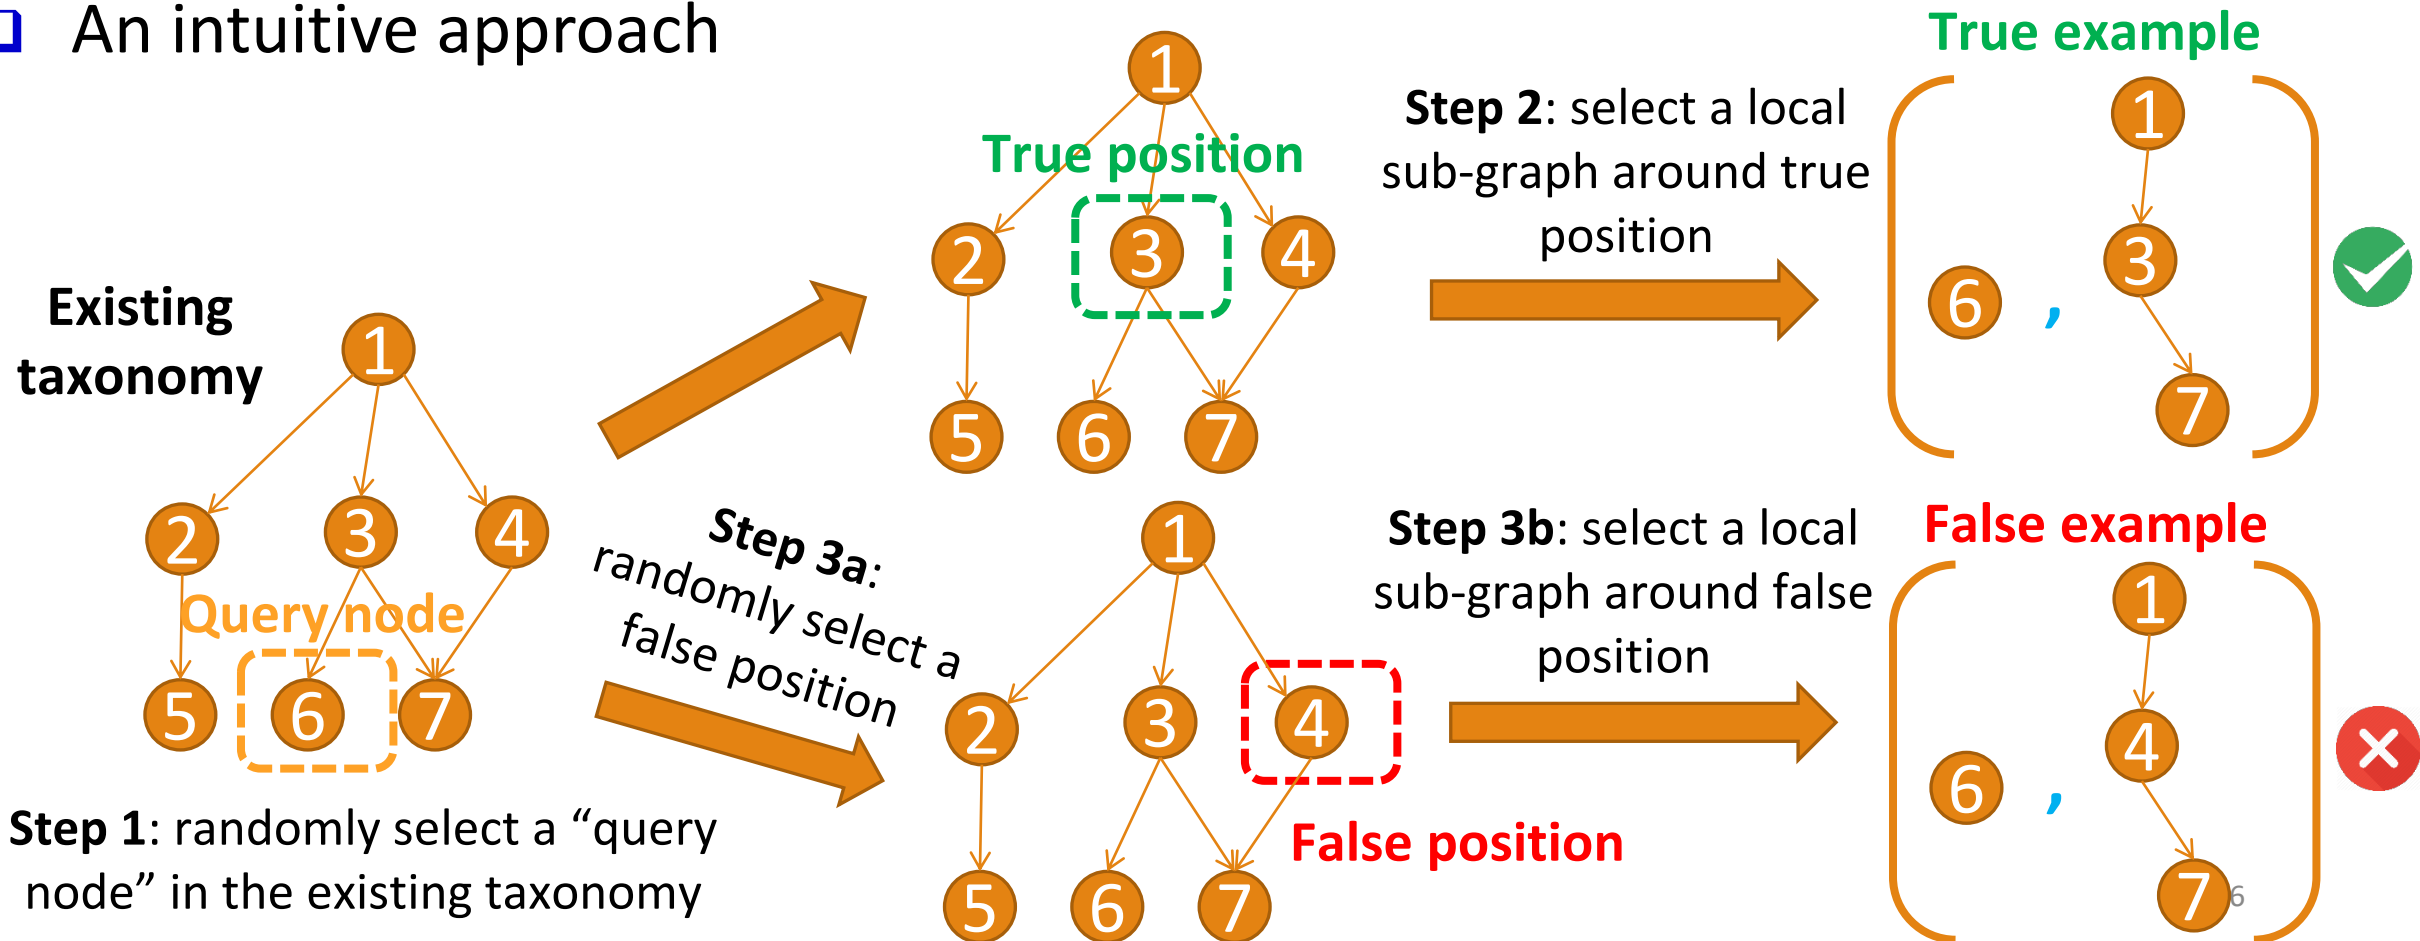 An intuitive approach
Existing
taxonomy
1
2
3
4
Query node
5
6
7
Step 1: randomly select a “query
node” in the existing taxonomy
1
True position
2
3
4
5
6
7
Step 2: select a local
sub-graph around true
position
True example
1
3
6
,
7
Step 3a:
randomly select a
false position
1
2
3
4
False position
5
6
7
Step 3b: select a local
sub-graph around false
position
False example
1
4
6
,
7
6